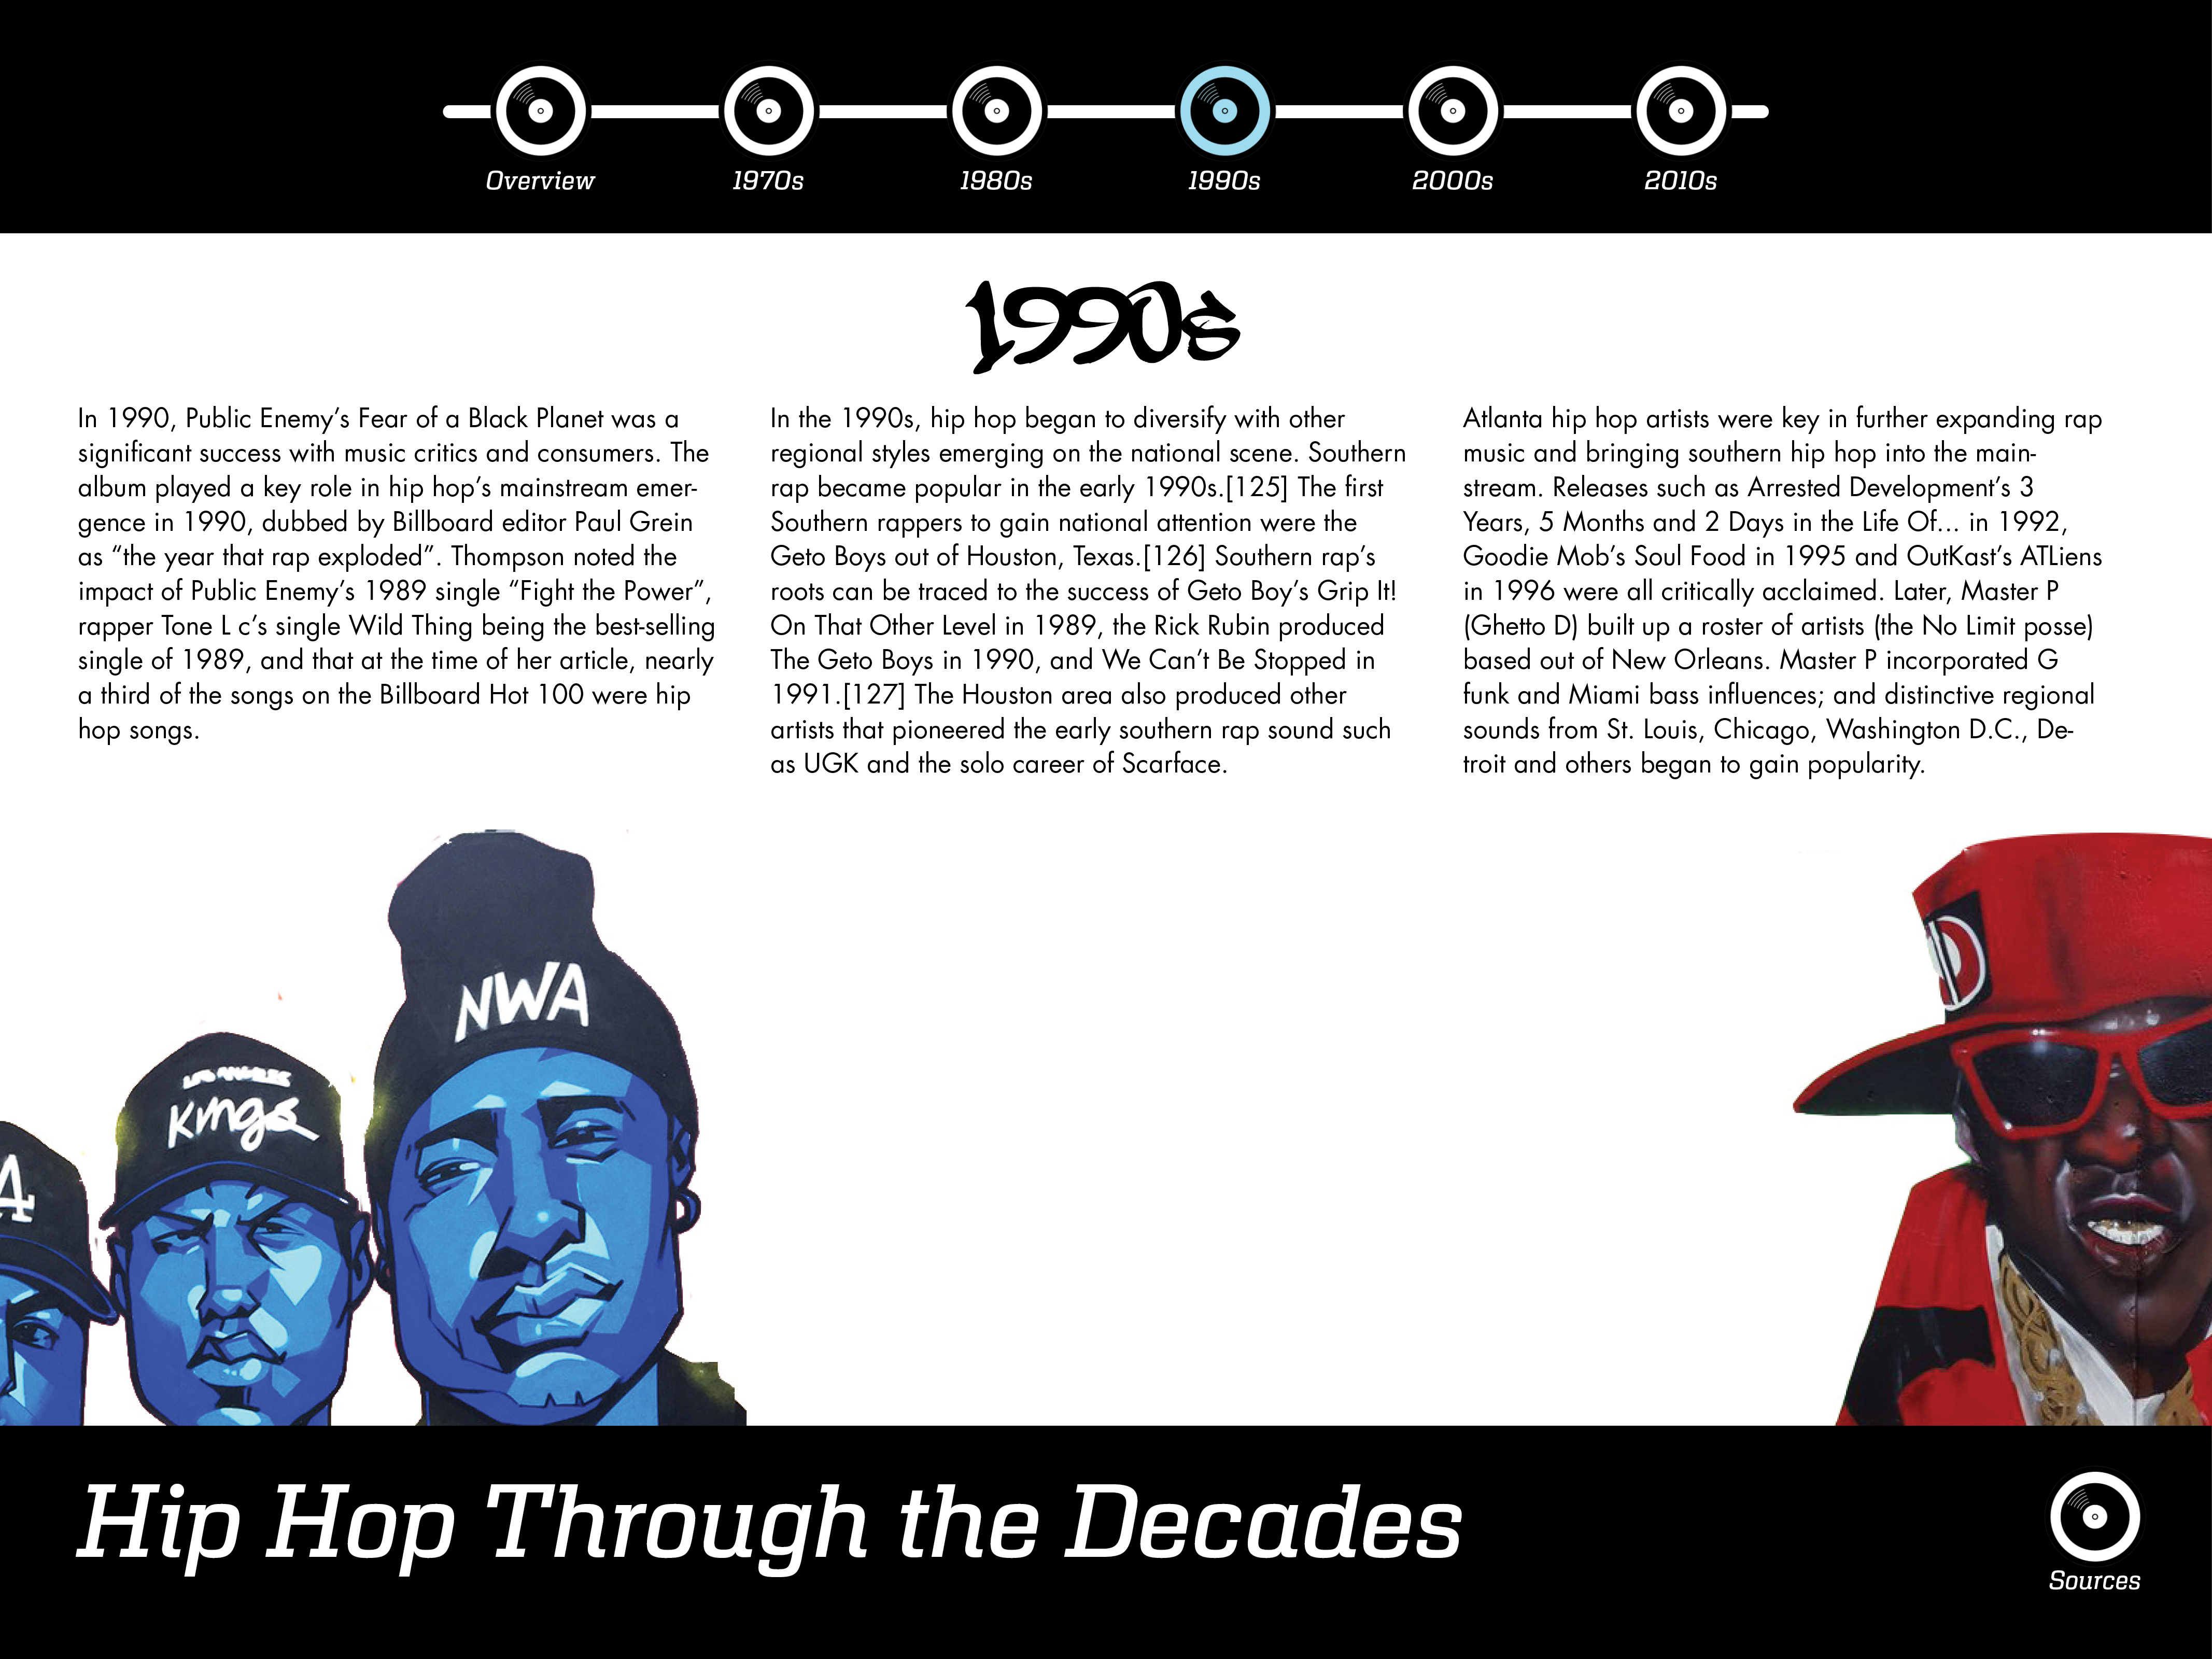 Overview
1970s
1980s
1990s
2000s
2010s
1990s
In 1990, Public Enemy’s Fear of a Black Planet was a
significant success with music critics and consumers. The
album played a key role in hip hop’s mainstream emer-
gence in 1990, dubbed by Billboard editor Paul Grein
as “the year that rap exploded”. Thompson noted the
impact of Public Enemy’s 1989 single “Fight the Power”,
rapper Tone L c’s single Wild Thing being the best-selling
single of 1989, and that at the time of her article, nearly
a third of the songs on the Billboard Hot 100 were hip
hop songs.
In the 1990s, hip hop began to diversify with other
regional styles emerging on the national scene. Southern
rap became popular in the early 1990s.[125] The first
Southern rappers to gain national attention were the
Geto Boys out of Houston, Texas.[126] Southern rap’s
roots can be traced to the success of Geto Boy’s Grip It!
On That Other Level in 1989, the Rick Rubin produced
The Geto Boys in 1990, and We Can’t Be Stopped in
1991.[127] The Houston area also produced other
artists that pioneered the early southern rap sound such
as UGK and the solo career of Scarface.
Atlanta hip hop artists were key in further expanding rap
music and bringing southern hip hop into the main-
stream. Releases such as Arrested Development’s 3
Years, 5 Months and 2 Days in the Life Of... in 1992,
Goodie Mob’s Soul Food in 1995 and OutKast’s ATLiens
in 1996 were all critically acclaimed. Later, Master P
(Ghetto D) built up a roster of artists (the No Limit posse)
based out of New Orleans. Master P incorporated G
funk and Miami bass influences; and distinctive regional
sounds from St. Louis, Chicago, Washington D.C., De-
troit and others began to gain popularity.
NWA
LOS ANGELES
Kings
A
Hip Hop Through the Decades
Sources